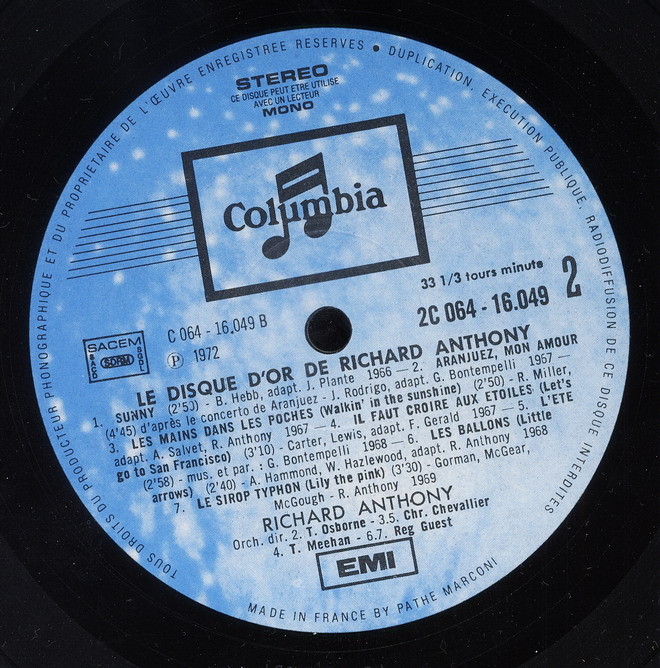 TOUS DROITS DU PRODUCTEUR PHONOGRAPHIQUE ET DU PROPRIETAIRE DE L'ŒUVRE ENREGISTREE RESERVES • DUPLICATION, EXECUTION PUBLIQUE, RADIODIFFUSION DE CE DISQUE INTERDITES
STEREO
CE DISQUE PEUT ETRE UTILISE
AVEC UN LECTEUR
MONO
Columbia
33 1/3 tours minute
2
2C 064 - 16.049
C 064 - 16.049 B
Ⓟ 1972
SACEM
SACD SDRM SGDL
LE DISQUE D'OR DE RICHARD ANTHONY
1. SUNNY (2'53) - B. Hebb, adapt. J. Plante 1966 — 2. ARANJUEZ, MON AMOUR
(4'45) d'après le concerto de Aranjuez - J. Rodrigo, adapt. G. Bontempelli 1967 —
3. LES MAINS DANS LES POCHES (Walkin' in the sunshine) (2'50) - R. Miller,
adapt. A. Salvet, R. Anthony 1967 — 4. IL FAUT CROIRE AUX ETOILES (Let's
go to San Francisco) (3'10) - Carter, Lewis, adapt. F. Gerald 1967 — 5. L'ETE
(2'58) - mus. et par. : G. Bontempelli 1968 — 6. LES BALLONS (Little
arrows) (2'40) - A. Hammond, W. Hazlewood, adapt. R. Anthony 1968
7. LE SIROP TYPHON (Lily the pink) (3'30) - Gorman, McGear,
McGough - R. Anthony 1969
RICHARD ANTHONY
Orch. dir. 2. T. Osborne - 3.5. Chr. Chevallier
4. T. Meehan - 6.7. Reg Guest
EMI
MADE IN FRANCE BY PATHE MARCONI